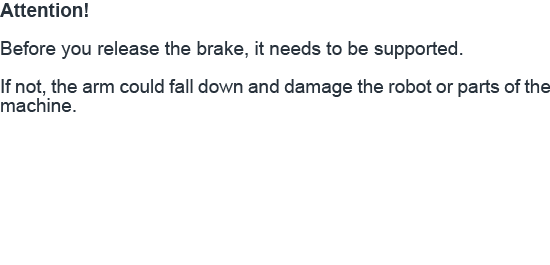 Attention!
Before you release the brake, it needs to be supported.
If not, the arm could fall down and damage the robot or parts of the
machine.